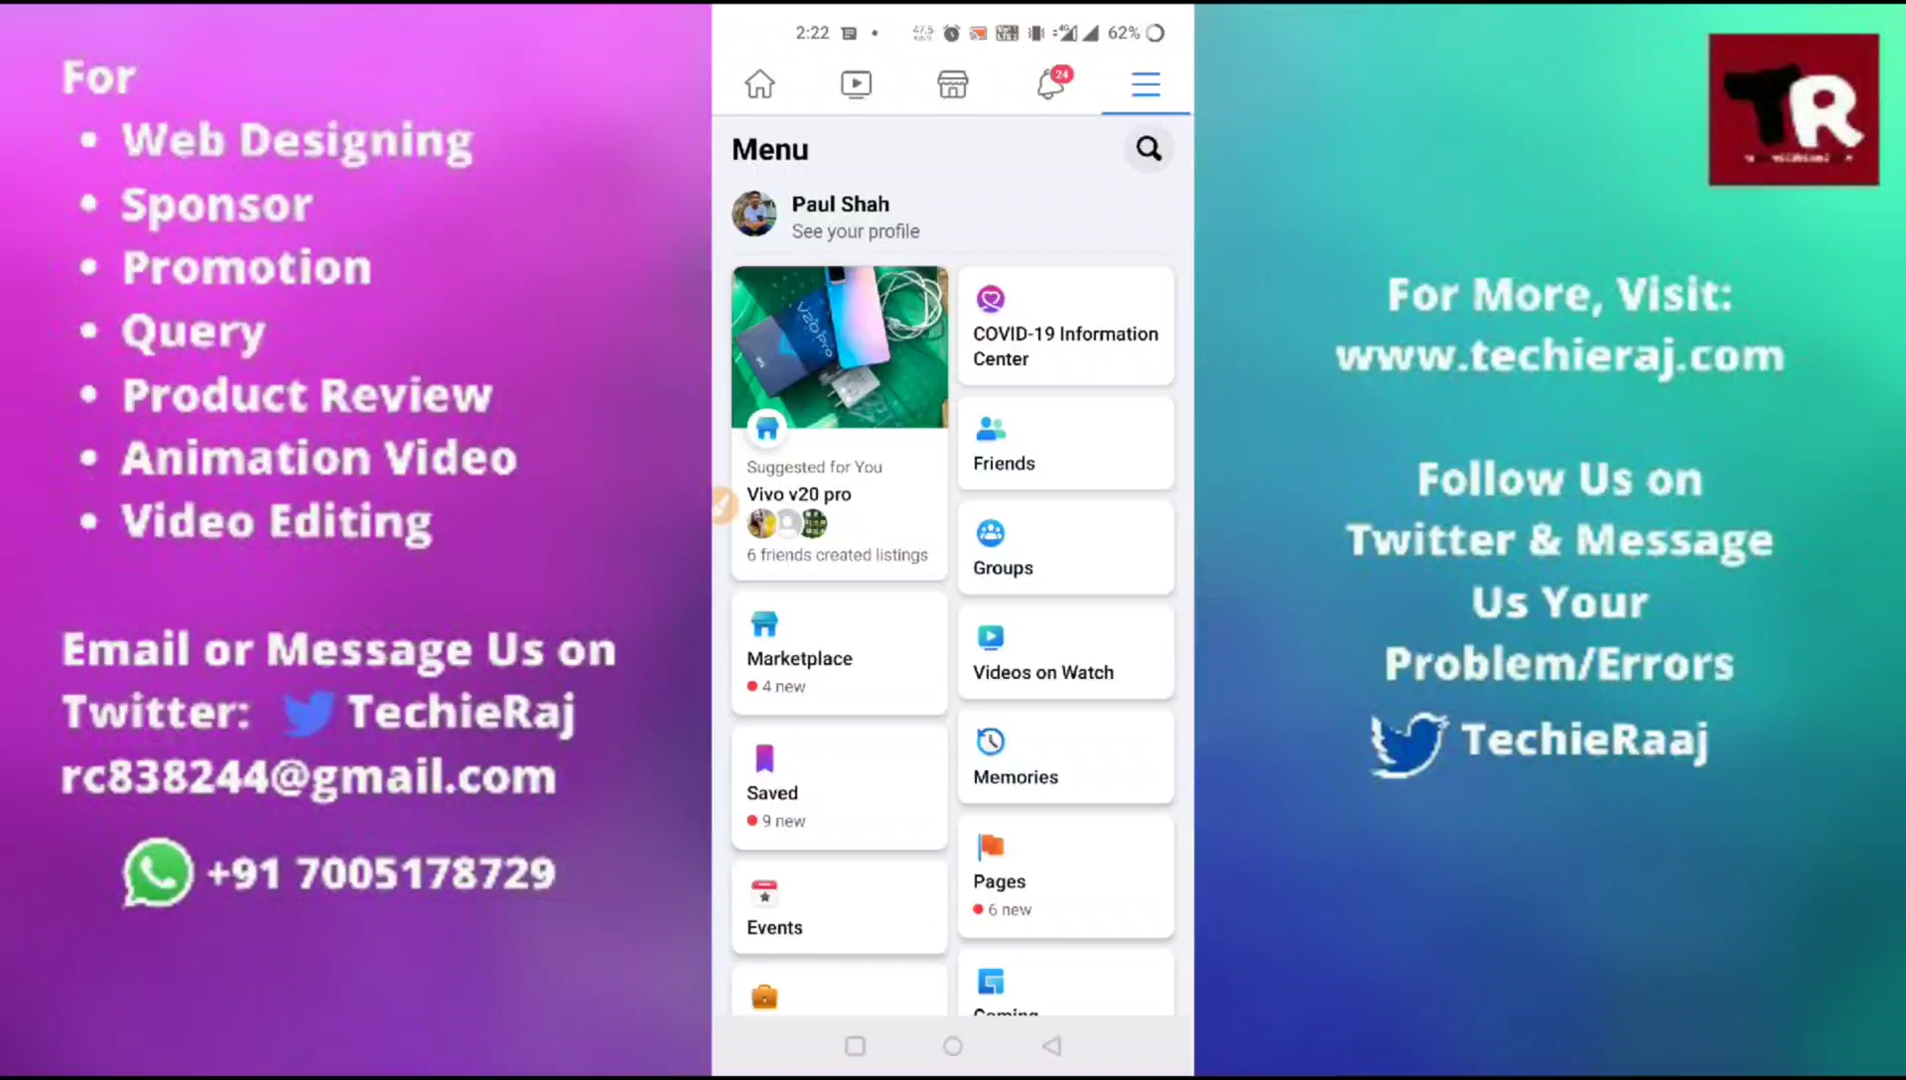 For
• Web Designing
• Sponsor
• Promotion
• Query
• Product Review
• Animation Video
• Video Editing
Email or Message Us on
Twitter: TechieRaj
rc838244@gmail.com
+91 7005178729
2:22
62%
24
Menu
Paul Shah
See your profile
V20 Pro
Suggested for You
Vivo v20 pro
6 friends created listings
Marketplace
4 new
Saved
9 new
Events
COVID-19 Information
Center
Friends
Groups
Videos on Watch
Memories
Pages
6 new
Gaming
TR
For More, Visit:
www.techieraj.com
Follow Us on
Twitter & Message
Us Your
Problem/Errors
TechieRaaj